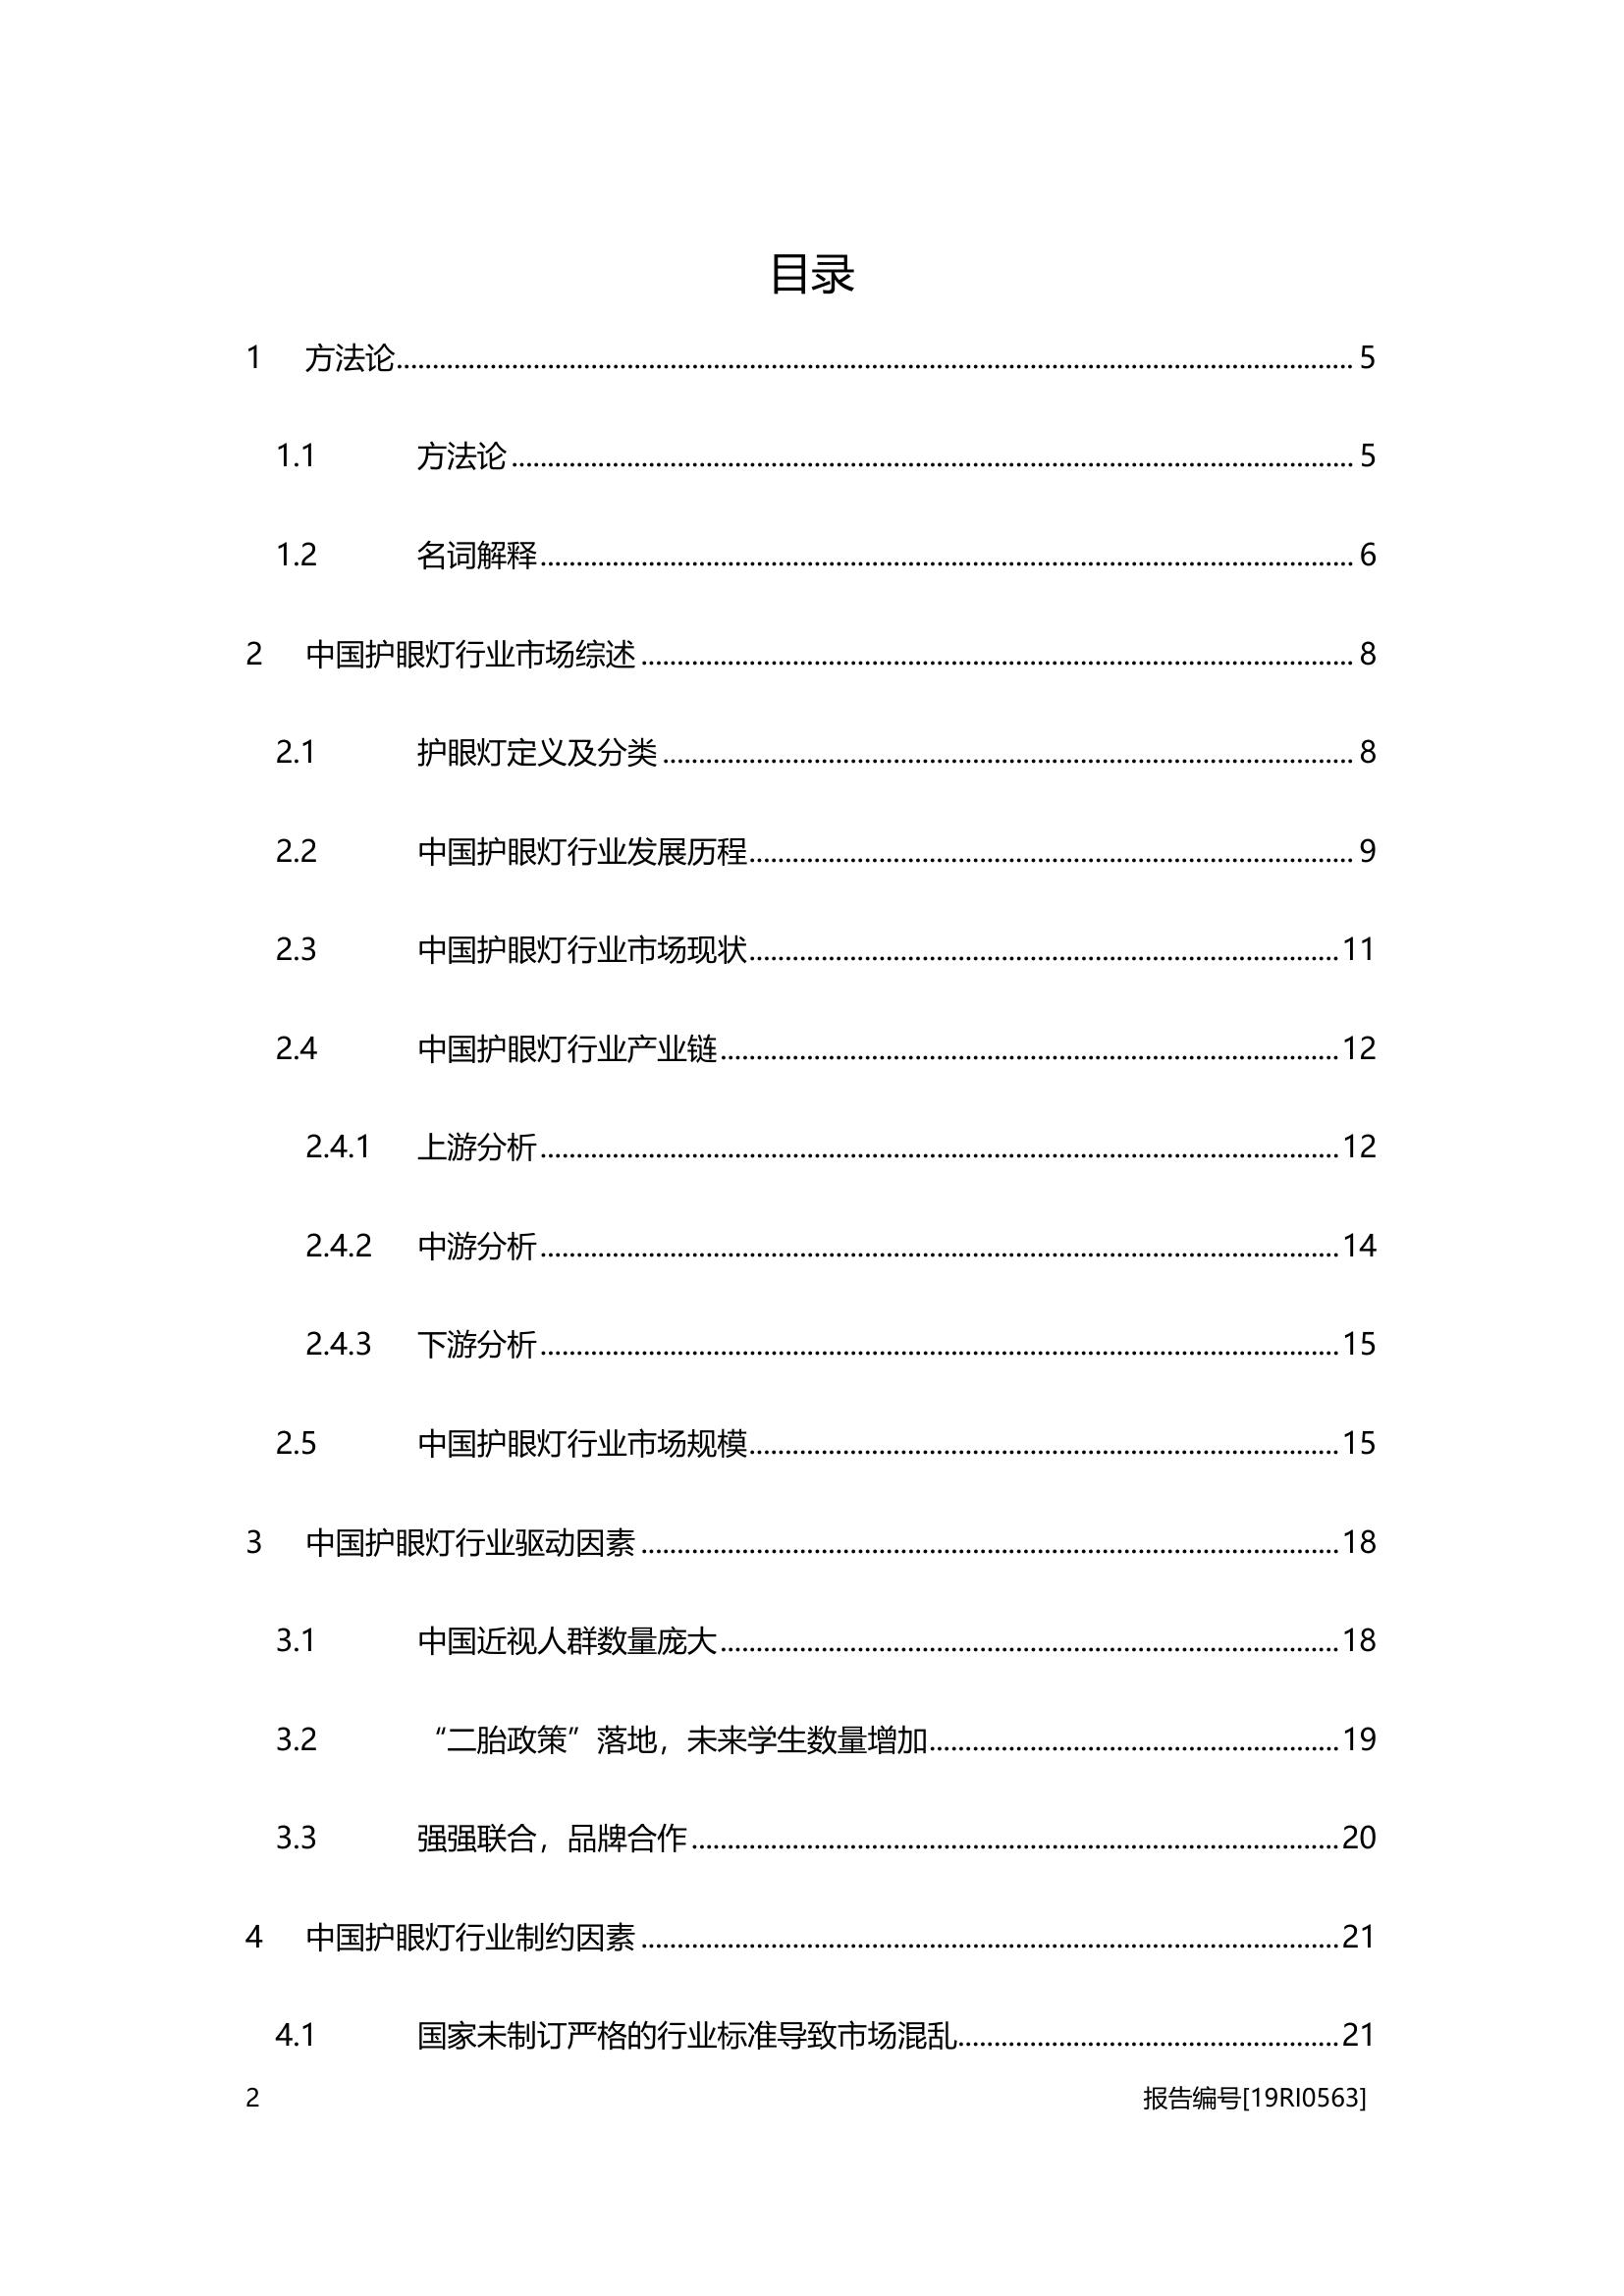 目录
1 方法论........ 5
1.1 方法论........ 5
1.2 名词解释........ 6
2 中国护眼灯行业市场综述........ 8
2.1 护眼灯定义及分类........ 8
2.2 中国护眼灯行业发展历程........ 9
2.3 中国护眼灯行业市场现状........ 11
2.4 中国护眼灯行业产业链........ 12
2.4.1 上游分析........ 12
2.4.2 中游分析........ 14
2.4.3 下游分析........ 15
2.5 中国护眼灯行业市场规模........ 15
3 中国护眼灯行业驱动因素........ 18
3.1 中国近视人群数量庞大........ 18
3.2 “二胎政策”落地，未来学生数量增加........ 19
3.3 强强联合，品牌合作........ 20
4 中国护眼灯行业制约因素........ 21
4.1 国家未制订严格的行业标准导致市场混乱........ 21
2 报告编号[19RI0563]